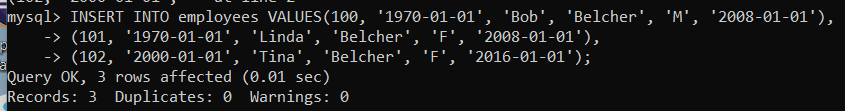 mysql> INSERT INTO employees VALUES(100, '1970-01-01', 'Bob', 'Belcher', 'M', '2008-01-01'),
    -> (101, '1970-01-01', 'Linda', 'Belcher', 'F', '2008-01-01'),
    -> (102, '2000-01-01', 'Tina', 'Belcher', 'F', '2016-01-01');
Query OK, 3 rows affected (0.01 sec)
Records: 3  Duplicates: 0  Warnings: 0